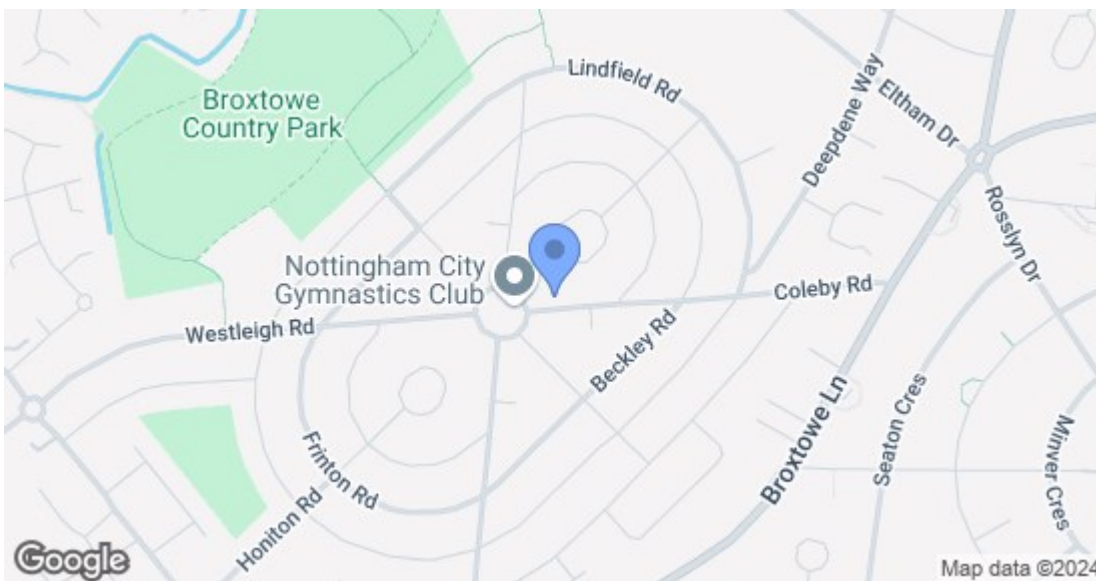 Lindfield Rd
Broxtowe
Country Park
Deepdene Way
Eltham Dr
Rosslyn Dr
Nottingham City
Gymnastics Club
Coleby Rd
Westleigh Rd
Beckley Rd
Broxtowe Ln
Seaton Cres
Minver Cres
Frinton Rd
Honiton Rd
Google
Map data ©2024